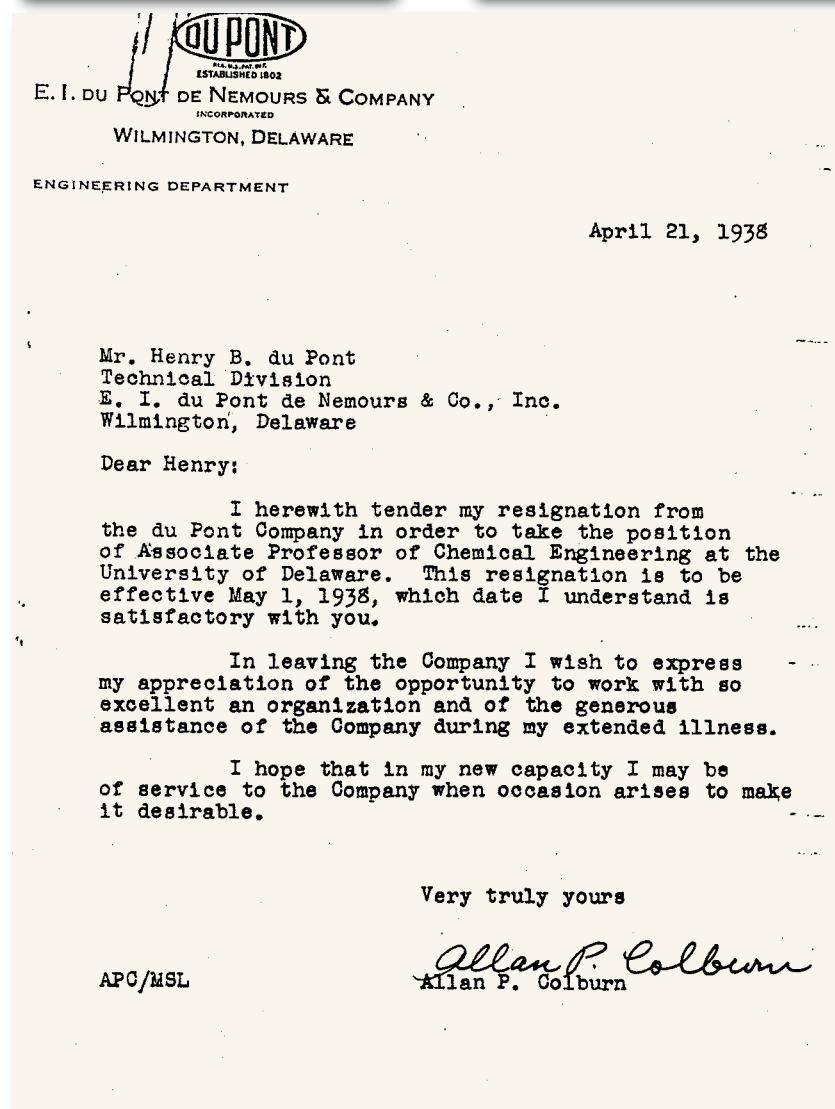 DU PONT
REG. U.S. PAT. OFF.
ESTABLISHED 1802
E. I. DU PONT DE NEMOURS & COMPANY
INCORPORATED
WILMINGTON, DELAWARE
ENGINEERING DEPARTMENT
April 21, 1938
Mr. Henry B. du Pont
Technical Division
E. I. du Pont de Nemours & Co., Inc.
Wilmington, Delaware
Dear Henry:
I herewith tender my resignation from
the du Pont Company in order to take the position
of Associate Professor of Chemical Engineering at the
University of Delaware. This resignation is to be
effective May 1, 1938, which date I understand is
satisfactory with you.
In leaving the Company I wish to express
my appreciation of the opportunity to work with so
excellent an organization and of the generous
assistance of the Company during my extended illness.
I hope that in my new capacity I may be
of service to the Company when occasion arises to make
it desirable.
Very truly yours
Allan P. Colburn
Allan P. Colburn
APC/MSL